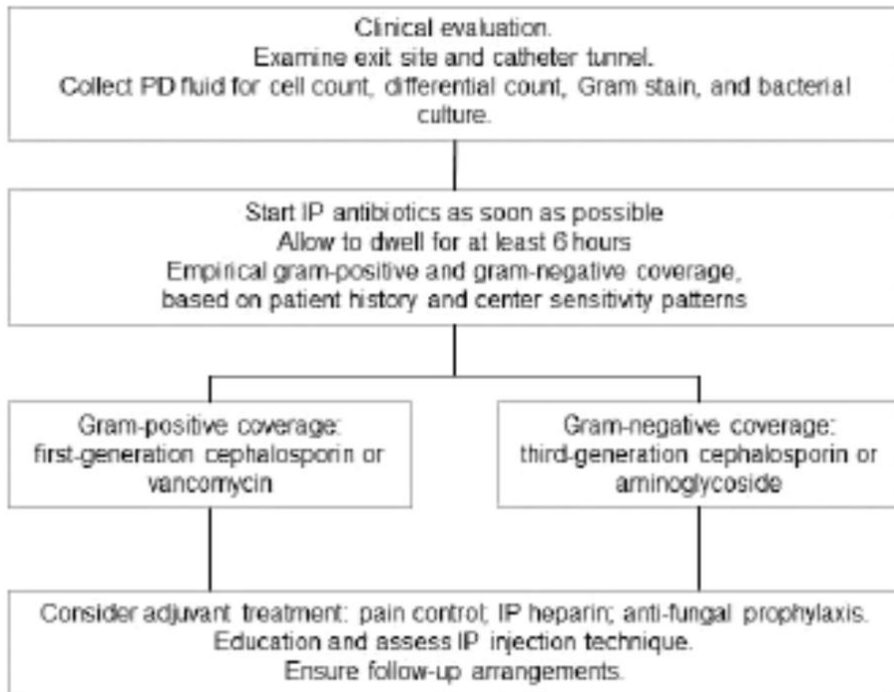 Clinical evaluation.
Examine exit site and catheter tunnel.
Collect PD fluid for cell count, differential count, Gram stain, and bacterial
culture.
Start IP antibiotics as soon as possible
Allow to dwell for at least 6 hours
Empirical gram-positive and gram-negative coverage,
based on patient history and center sensitivity patterns
Gram-positive coverage:
first-generation cephalosporin or
vancomycin
Gram-negative coverage:
third-generation cephalosporin or
aminoglycoside
Consider adjuvant treatment: pain control; IP heparin; anti-fungal prophylaxis.
Education and assess IP injection technique.
Ensure follow-up arrangements.